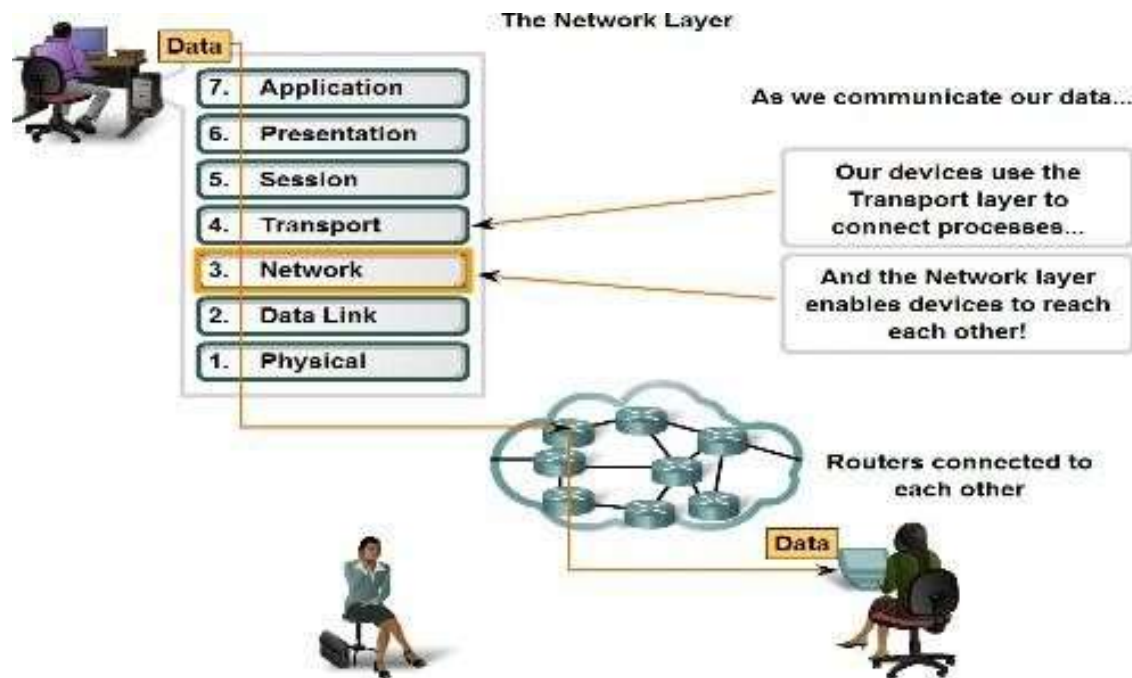 The Network Layer
Data
7. Application
6. Presentation
5. Session
4. Transport
3. Network
2. Data Link
1. Physical
As we communicate our data...
Our devices use the
Transport layer to
connect processes...
And the Network layer
enables devices to reach
each other!
Routers connected to
each other
Data